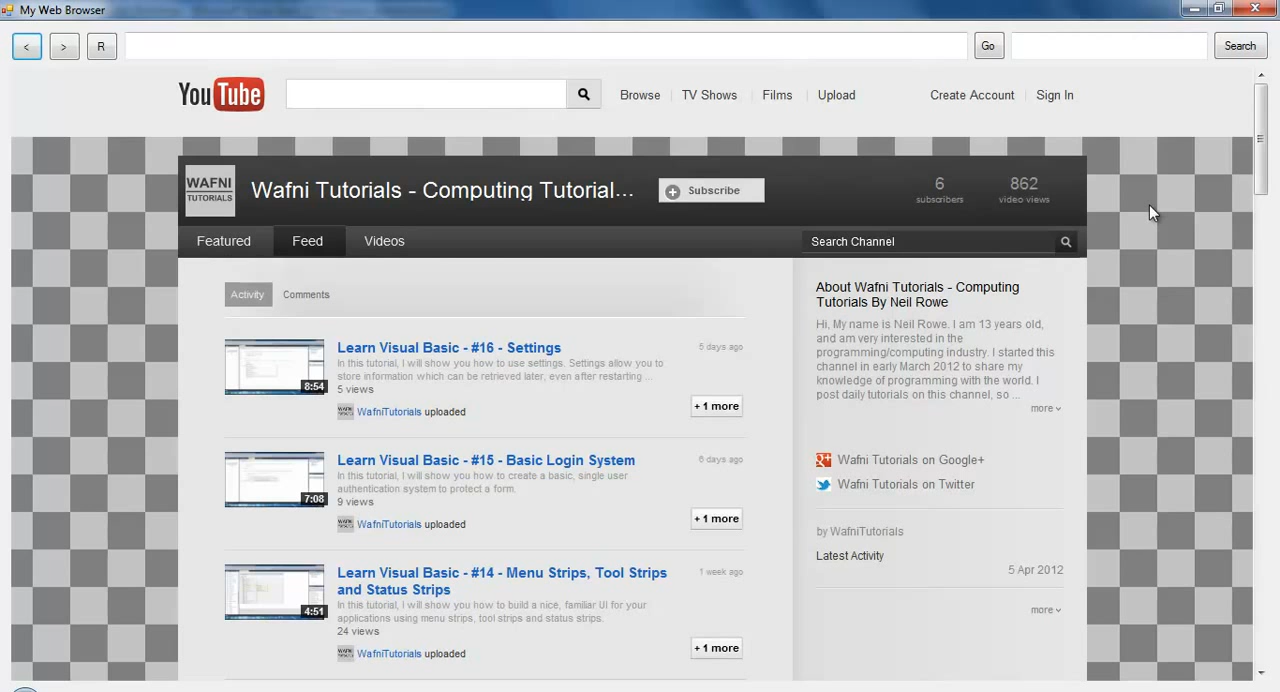 My Web Browser
< > R Go Search
YouTube Browse TV Shows Films Upload Create Account Sign In
WAFNI TUTORIALS
Wafni Tutorials - Computing Tutorial... Subscribe 6 subscribers 862 video views
Featured Feed Videos Search Channel
Activity Comments
Learn Visual Basic - #16 - Settings 5 days ago
In this tutorial, I will show you how to use settings. Settings allow you to
store information which can be retrieved later, even after restarting ...
5 views
WafniTutorials uploaded + 1 more
Learn Visual Basic - #15 - Basic Login System 6 days ago
In this tutorial, I will show you how to create a basic, single user
authentication system to protect a form.
9 views
WafniTutorials uploaded + 1 more
Learn Visual Basic - #14 - Menu Strips, Tool Strips
and Status Strips 1 week ago
In this tutorial, I will show you how to build a nice, familiar UI for your
applications using menu strips, tool strips and status strips.
24 views
WafniTutorials uploaded + 1 more
8:54
7:08
4:51
About Wafni Tutorials - Computing
Tutorials By Neil Rowe
Hi, My name is Neil Rowe. I am 13 years old,
and am very interested in the
programming/computing industry. I started this
channel in early March 2012 to share my
knowledge of programming with the world. I
post daily tutorials on this channel, so ...
more
Wafni Tutorials on Google+
Wafni Tutorials on Twitter
by WafniTutorials
Latest Activity
5 Apr 2012
more